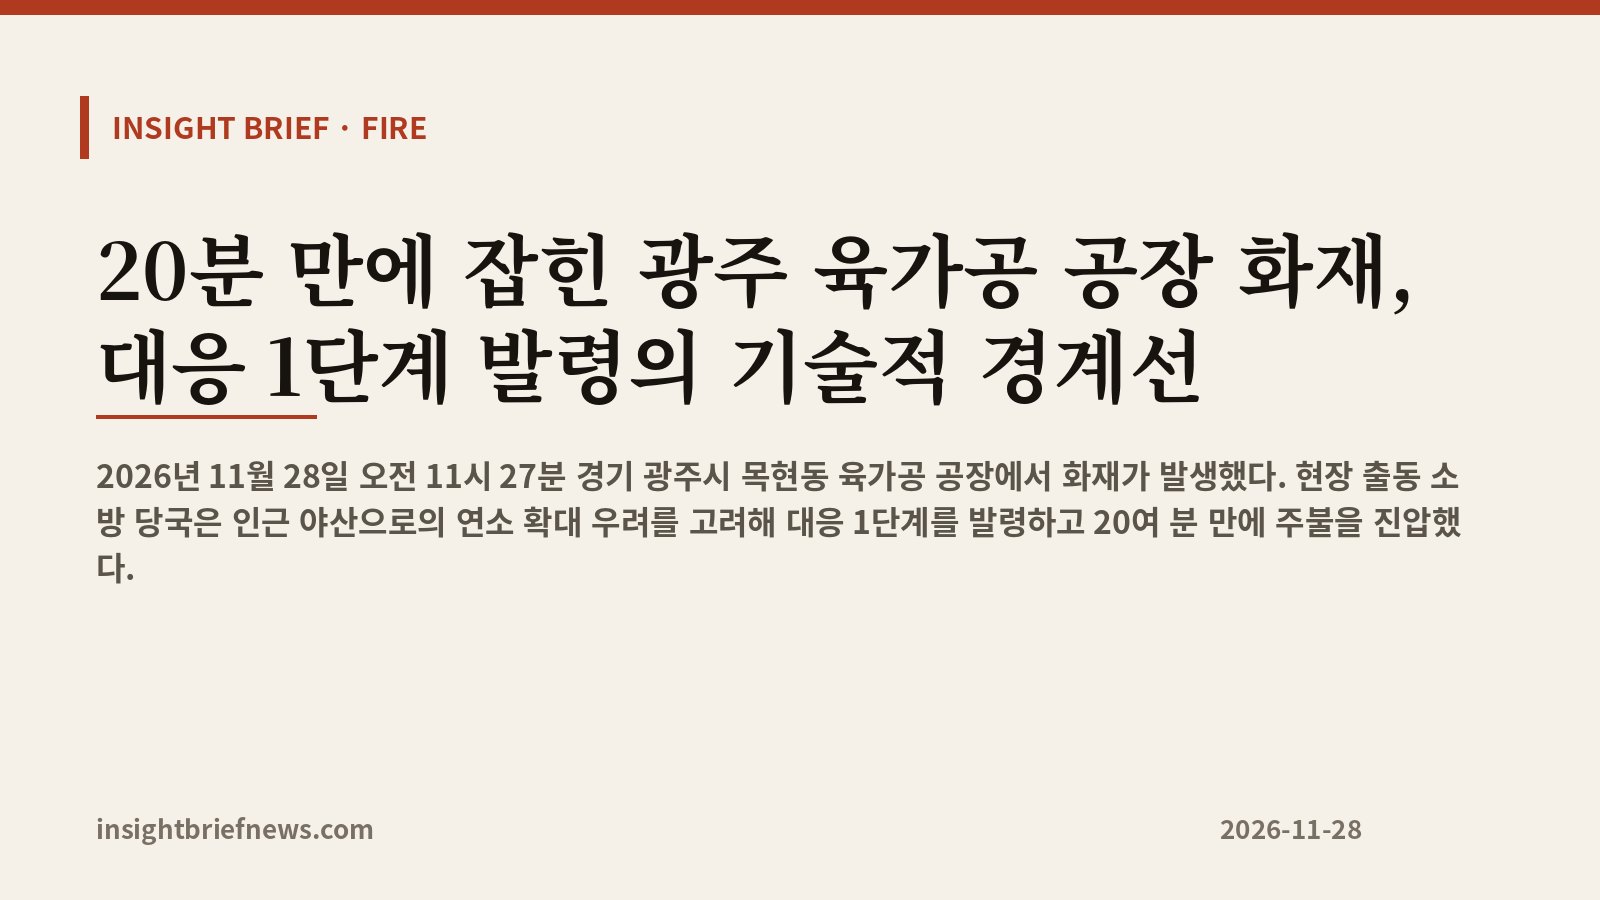 INSIGHT BRIEF · FIRE
20분 만에 잡힌 광주 육가공 공장 화재,
대응 1단계 발령의 기술적 경계선
2026년 11월 28일 오전 11시 27분 경기 광주시 목현동 육가공 공장에서 화재가 발생했다. 현장 출동 소
방 당국은 인근 야산으로의 연소 확대 우려를 고려해 대응 1단계를 발령하고 20여 분 만에 주불을 진압했
다.
insightbriefnews.com
2026-11-28